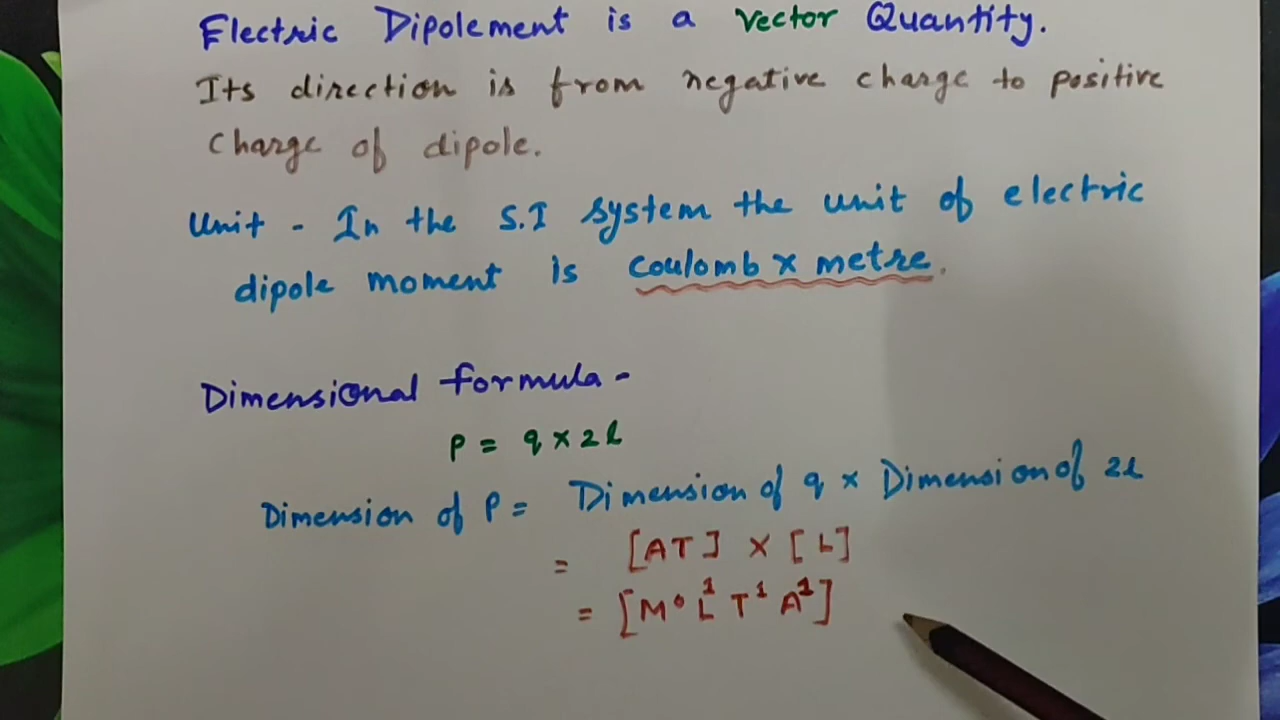 Electric Dipolement is a vector Quantity.
Its direction is from negative charge to positive
charge of dipole.
Unit - In the S.I system the unit of electric
dipole moment is coulomb x metre.
Dimensional formula -
P = q × 2l
Dimension of P = Dimension of q × Dimension of 2l
= [AT] × [L]
= [M⁰ L¹ T¹ A¹]